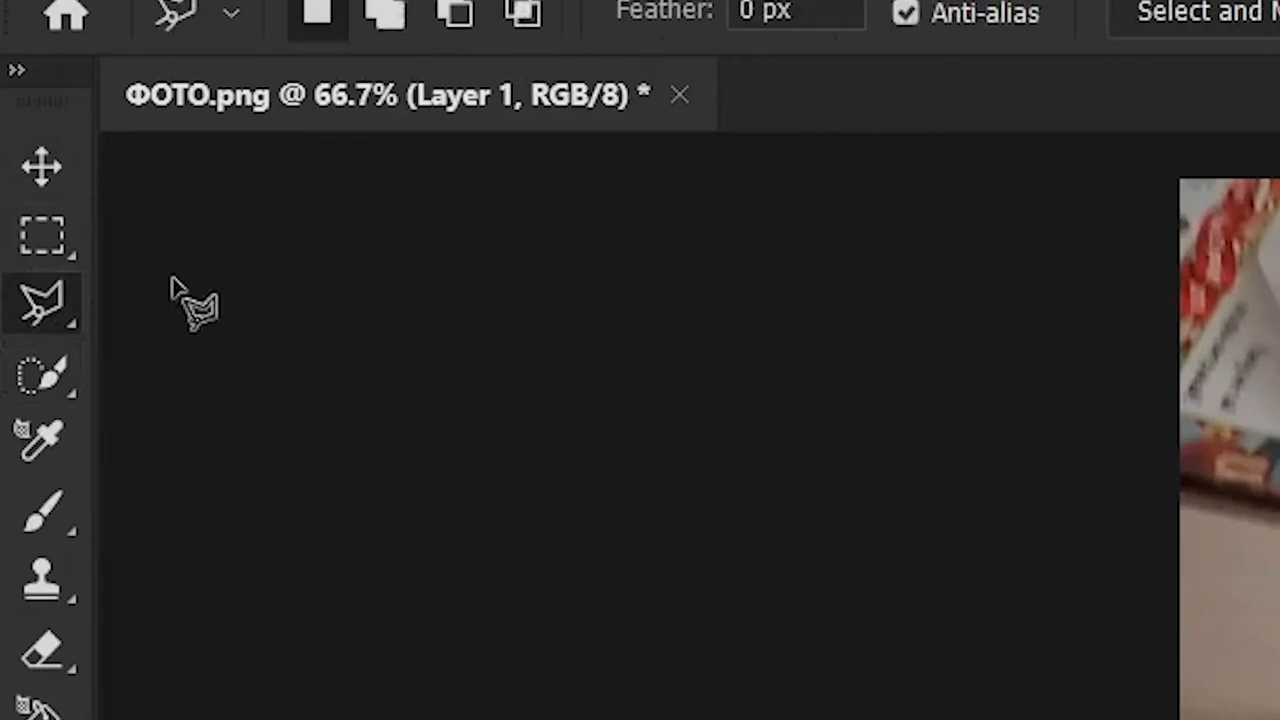 Feather: 0 px Anti-alias Select and M
ФОТО.png @ 66.7% (Layer 1, RGB/8) *